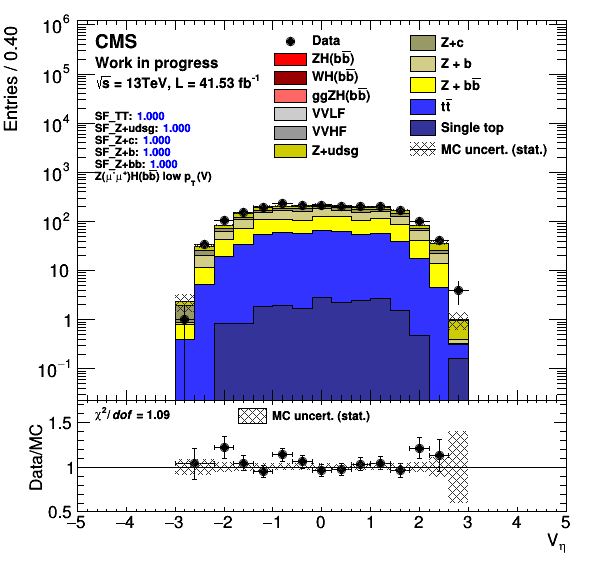 Entries / 0.40
10⁶
10⁵
10⁴
10³
10²
10
1
10⁻¹
CMS
Work in progress
√s = 13TeV, L = 41.53 fb⁻¹
SF_TT: 1.000
SF_Z+udsg: 1.000
SF_Z+c: 1.000
SF_Z+b: 1.000
SF_Z+bb: 1.000
Z(μ⁻μ⁺)H(bb̅) low p_T(V)
Data
ZH(bb̅)
WH(bb̅)
ggZH(bb̅)
VVLF
VVHF
Z+udsg
Z+c
Z + b
Z + bb̅
tt̅
Single top
MC uncert. (stat.)
Data/MC
1.5
1
0.5
χ²/dof = 1.09
MC uncert. (stat.)
−5 −4 −3 −2 −1 0 1 2 3 4 5
V_η